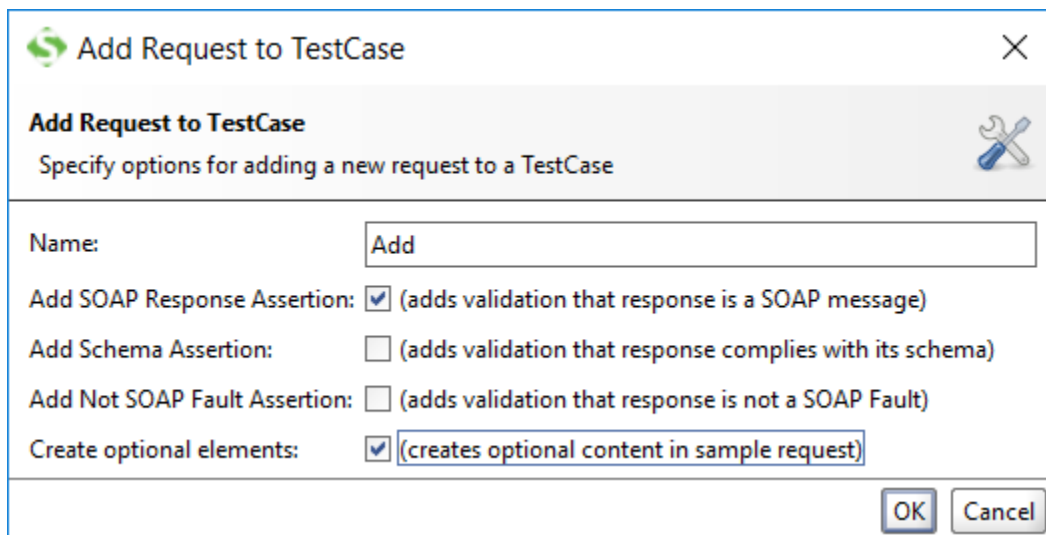 Add Request to TestCase
Add Request to TestCase
Specify options for adding a new request to a TestCase
Name: Add
Add SOAP Response Assertion: (adds validation that response is a SOAP message)
Add Schema Assertion: (adds validation that response complies with its schema)
Add Not SOAP Fault Assertion: (adds validation that response is not a SOAP Fault)
Create optional elements: (creates optional content in sample request)
OK Cancel